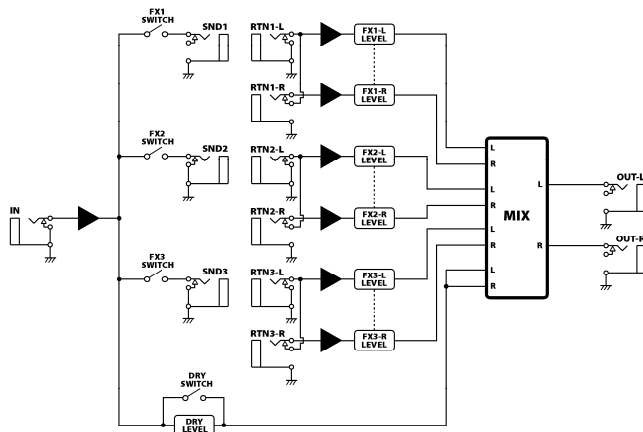 FX1
SWITCH
SND1
RTN1-L
FX1-L
LEVEL
RTN1-R
FX1-R
LEVEL
FX2
SWITCH
SND2
RTN2-L
FX2-L
LEVEL
RTN2-R
FX2-R
LEVEL
IN
FX3
SWITCH
SND3
RTN3-L
FX3-L
LEVEL
RTN3-R
FX3-R
LEVEL
DRY
SWITCH
DRY
LEVEL
L
R
L
R
L
R
L
R
MIX
L
R
OUT-L
OUT-R